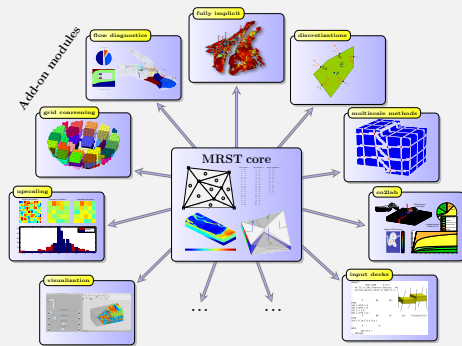 fully implicit
flow diagnostics
discretizations
Add-on modules
grid coarsening
multiscale methods
MRST core
upscaling
co2lab
visualization
input decks
... ...